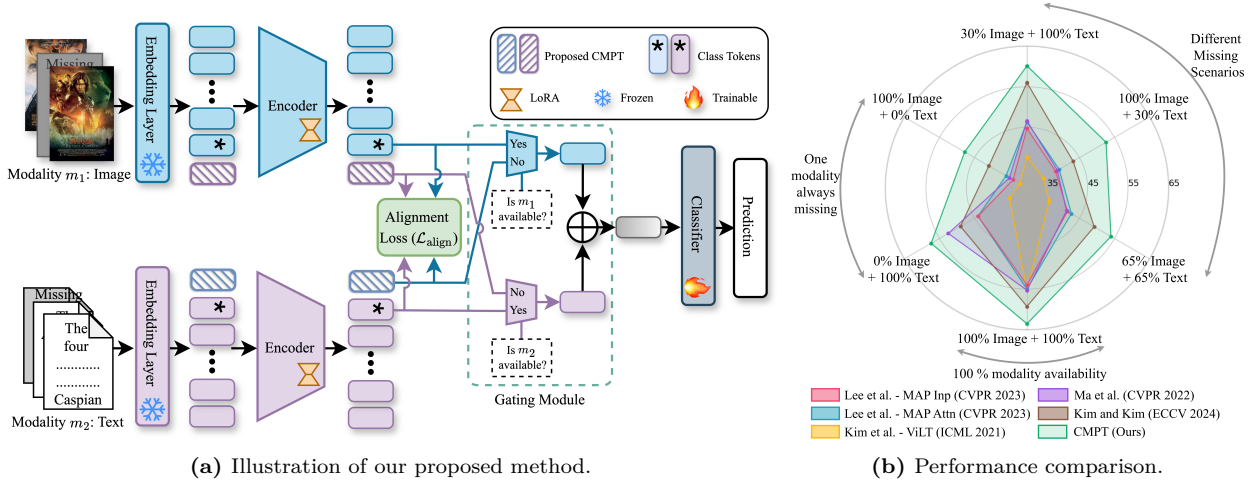 Missing
Modality m₁: Image
Embedding Layer
*
Encoder
*
Proposed CMPT
* *
Class Tokens
LoRA
Frozen
Trainable
Yes
No
Is m₁
available?
Alignment
Loss (ℒalign)
No
Yes
Is m₂
available?
Gating Module
Classifier
Prediction
Missing
The
four
............
............
Caspian
Modality m₂: Text
Embedding Layer
*
Encoder
*
(a) Illustration of our proposed method.
30% Image + 100% Text
Different
Missing
Scenarios
100% Image
+ 0% Text
100% Image
+ 30% Text
One
modality
always
missing
35 45 55 65
0% Image
+ 100% Text
65% Image
+ 65% Text
100% Image + 100% Text
100 % modality availability
Lee et al. - MAP Inp (CVPR 2023)
Lee et al. - MAP Attn (CVPR 2023)
Kim et al. - ViLT (ICML 2021)
Ma et al. (CVPR 2022)
Kim and Kim (ECCV 2024)
CMPT (Ours)
(b) Performance comparison.